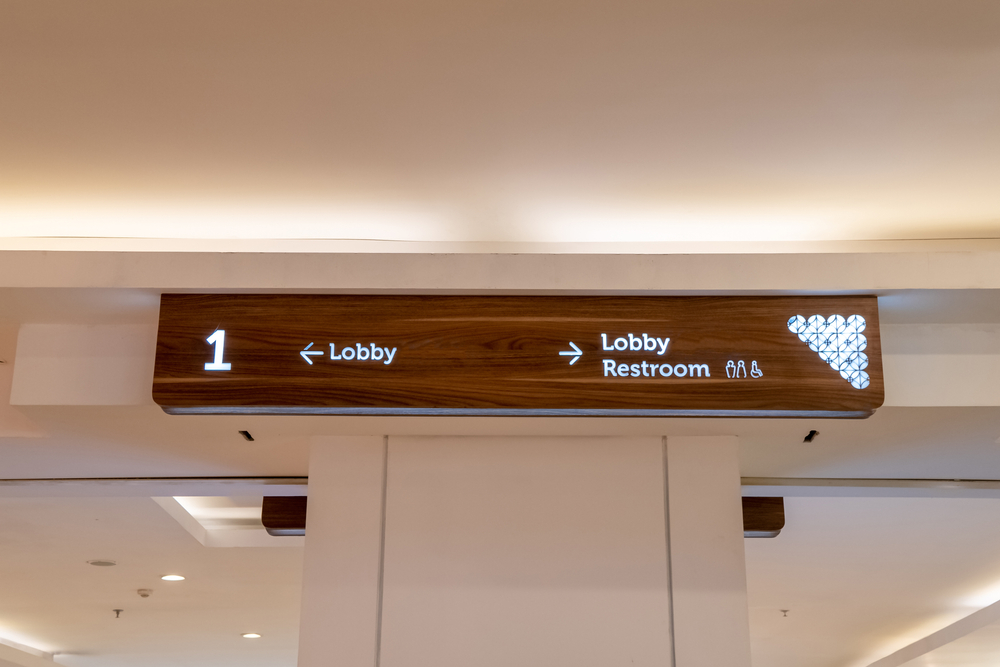 1
← Lobby
→ Lobby
Restroom